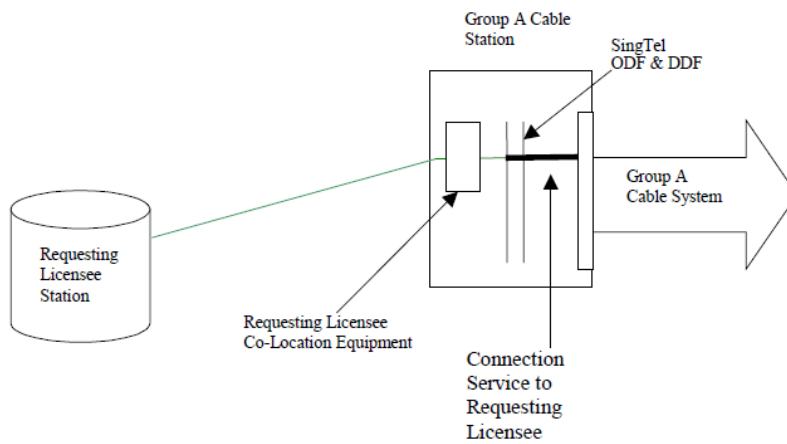 Group A Cable
Station
SingTel
ODF & DDF
Group A
Cable System
Requesting
Licensee
Station
Requesting Licensee
Co-Location Equipment
Connection
Service to
Requesting
Licensee